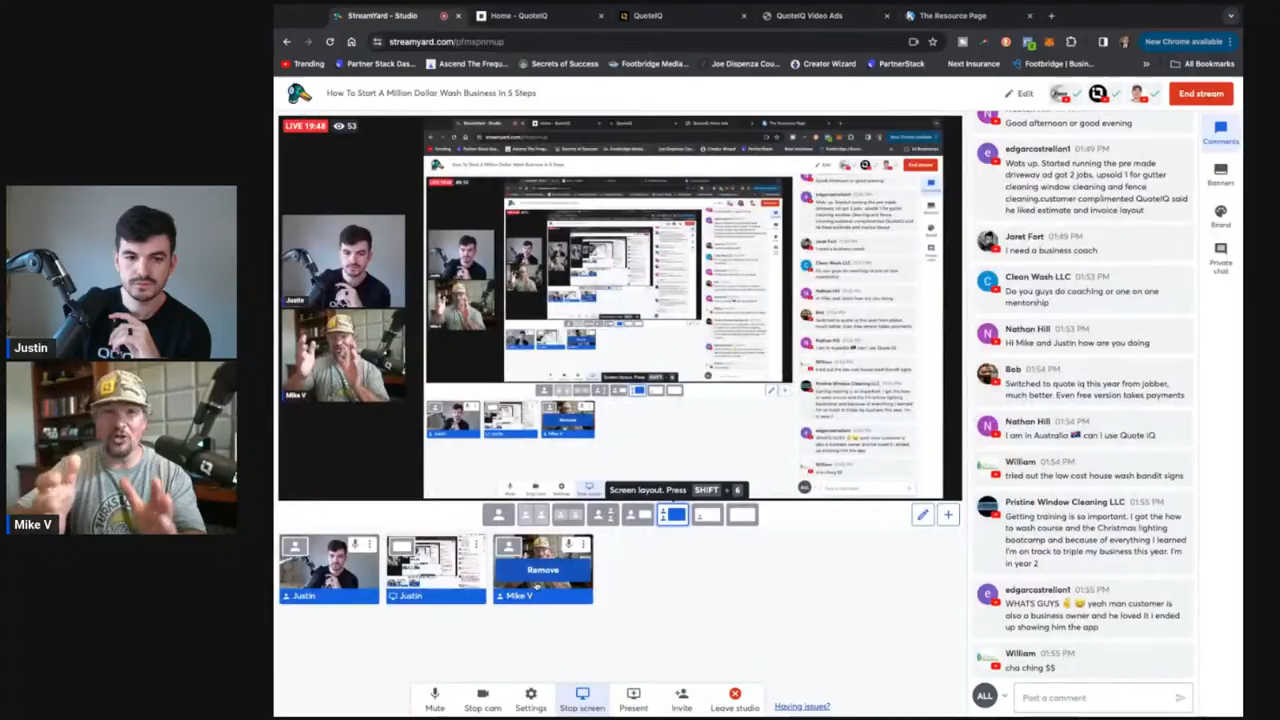 StreamYard - Studio
Home - QuoteIQ
QuoteIQ
QuoteIQ Video Ads
The Resource Page
streamyard.com/pfmspnrnup
New Chrome available
Trending
Partner Stack Das...
Ascend The Frequ...
Secrets of Success
Footbridge Media...
Joe Dispenza Cou...
Creator Wizard
PartnerStack
Next Insurance
Footbridge | Busin...
All Bookmarks
How To Start A Million Dollar Wash Business In 5 Steps
Edit
End stream
LIVE 19:48
53
Justin
Mike V
Mike V
Screen layout. Press SHIFT + 6
Remove
Justin
Justin
Mike V
Mute
Stop cam
Settings
Stop screen
Present
Invite
Leave studio
Having issues?
Good afternoon or good evening
edgarcastrellon1 01:49 PM
Wats up. Started running the pre made
driveway ad got 2 jobs. upsold 1 for gutter
cleaning window cleaning and fence
cleaning.customer complimented QuoteIQ said
he liked estimate and invoice layout
Jaret Fort 01:49 PM
I need a business coach
Clean Wash LLC 01:53 PM
Do you guys do coaching or one on one
mentorship
Nathan Hill 01:53 PM
Hi Mike and Justin how are you doing
Bob 01:54 PM
Switched to quote iq this year from jobber,
much better. Even free version takes payments
Nathan Hill 01:54 PM
I am in Australia 🇦🇺 can I use Quote iQ
William 01:54 PM
tried out the low cost house wash bandit signs
Pristine Window Cleaning LLC 01:55 PM
Getting training is so important. I got the how
to wash course and the Christmas lighting
bootcamp and because of everything I learned
I'm on track to triple my business this year. I'm
in year 2
edgarcastrellon1 01:55 PM
WHATS GUYS ✌️😅 yeah man customer is
also a business owner and he loved it i ended
up showing him the app
William 01:55 PM
cha ching $$
ALL
Post a comment
Comments
Banners
Brand
Private
chat